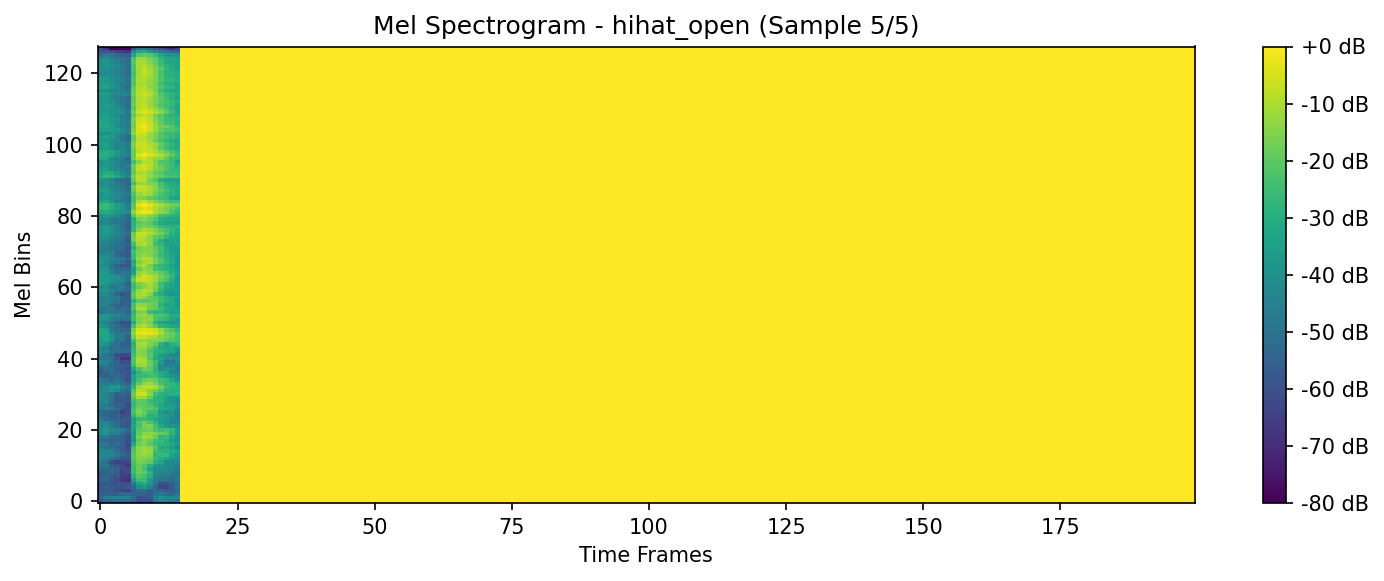 Mel Spectrogram - hihat_open (Sample 5/5)
Mel Bins
120
100
80
60
40
20
0
0 25 50 75 100 125 150 175
Time Frames
+0 dB
-10 dB
-20 dB
-30 dB
-40 dB
-50 dB
-60 dB
-70 dB
-80 dB